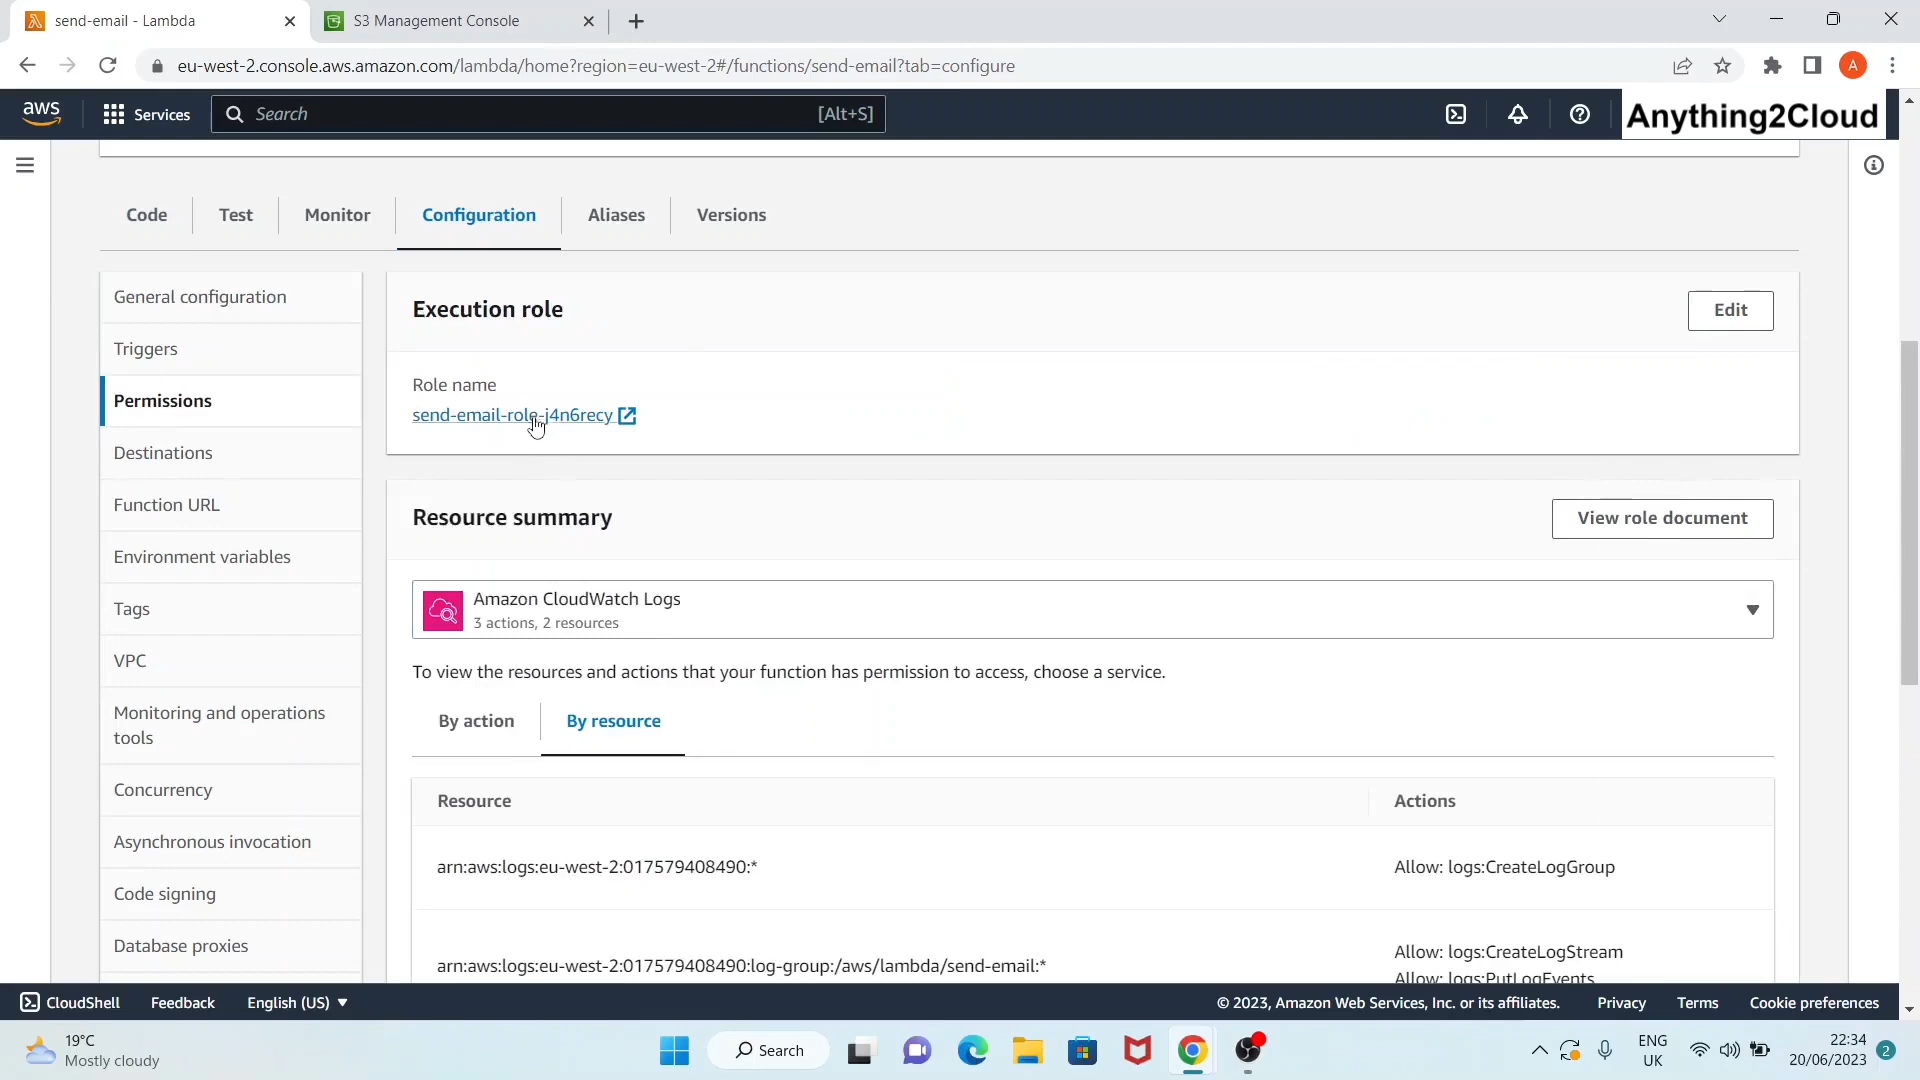 send-email - Lambda
S3 Management Console
eu-west-2.console.aws.amazon.com/lambda/home?region=eu-west-2#/functions/send-email?tab=configure
A
aws
Services
Search
[Alt+S]
Anything2Cloud
Code
Test
Monitor
Configuration
Aliases
Versions
General configuration
Triggers
Permissions
Destinations
Function URL
Environment variables
Tags
VPC
Monitoring and operations
tools
Concurrency
Asynchronous invocation
Code signing
Database proxies
Execution role
Edit
Role name
send-email-role-j4n6recy
Resource summary
View role document
Amazon CloudWatch Logs
3 actions, 2 resources
To view the resources and actions that your function has permission to access, choose a service.
By action
By resource
Resource
Actions
arn:aws:logs:eu-west-2:017579408490:*
Allow: logs:CreateLogGroup
arn:aws:logs:eu-west-2:017579408490:log-group:/aws/lambda/send-email:*
Allow: logs:CreateLogStream
Allow: logs:PutLogEvents
CloudShell
Feedback
English (US)
© 2023, Amazon Web Services, Inc. or its affiliates.
Privacy
Terms
Cookie preferences
19°C
Mostly cloudy
Search
ENG
UK
22:34
20/06/2023
2